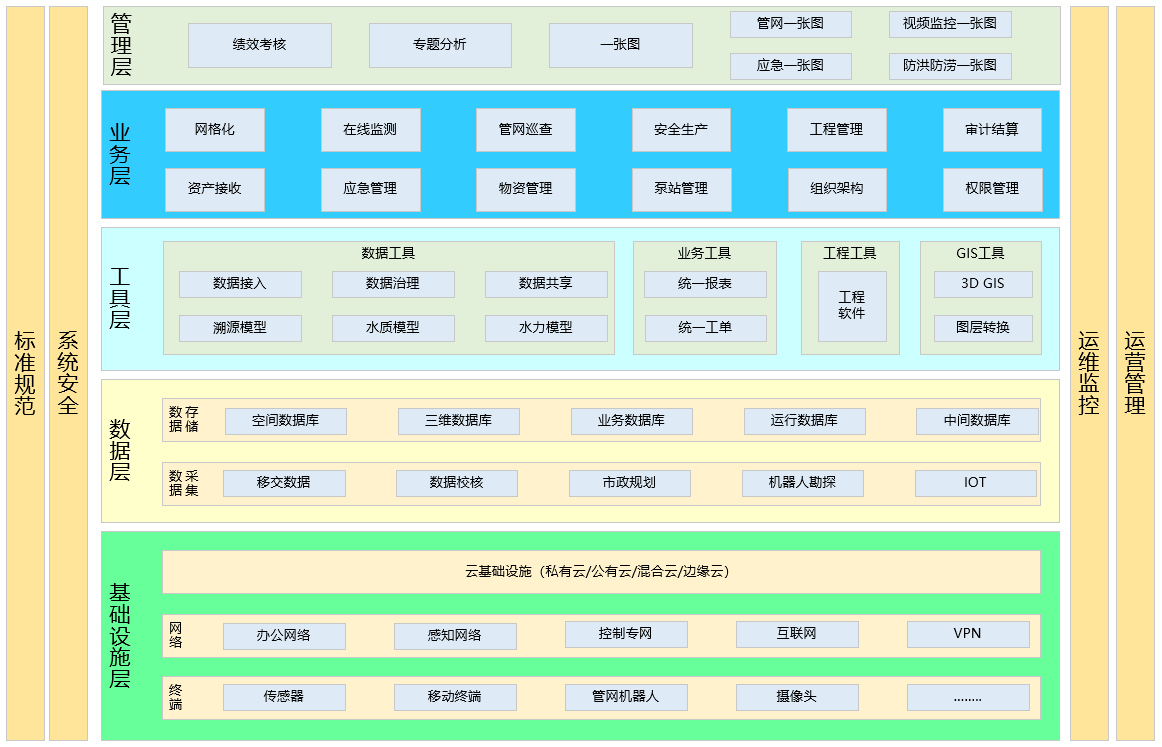 标准规范
系统安全
管理层
绩效考核
专题分析
一张图
管网一张图
视频监控一张图
应急一张图
防洪防涝一张图
业务层
网格化
在线监测
管网巡查
安全生产
工程管理
审计结算
资产接收
应急管理
物资管理
泵站管理
组织架构
权限管理
工具层
数据工具
数据接入
数据治理
数据共享
溯源模型
水质模型
水力模型
业务工具
统一报表
统一工单
工程工具
工程
软件
GIS工具
3D GIS
图层转换
数据层
数据存储
空间数据库
三维数据库
业务数据库
运行数据库
中间数据库
数据采集
移交数据
数据校核
市政规划
机器人勘探
IOT
基础设施层
云基础设施（私有云/公有云/混合云/边缘云）
网络
办公网络
感知网络
控制专网
互联网
VPN
终端
传感器
移动终端
管网机器人
摄像头
........
运维监控
运营管理